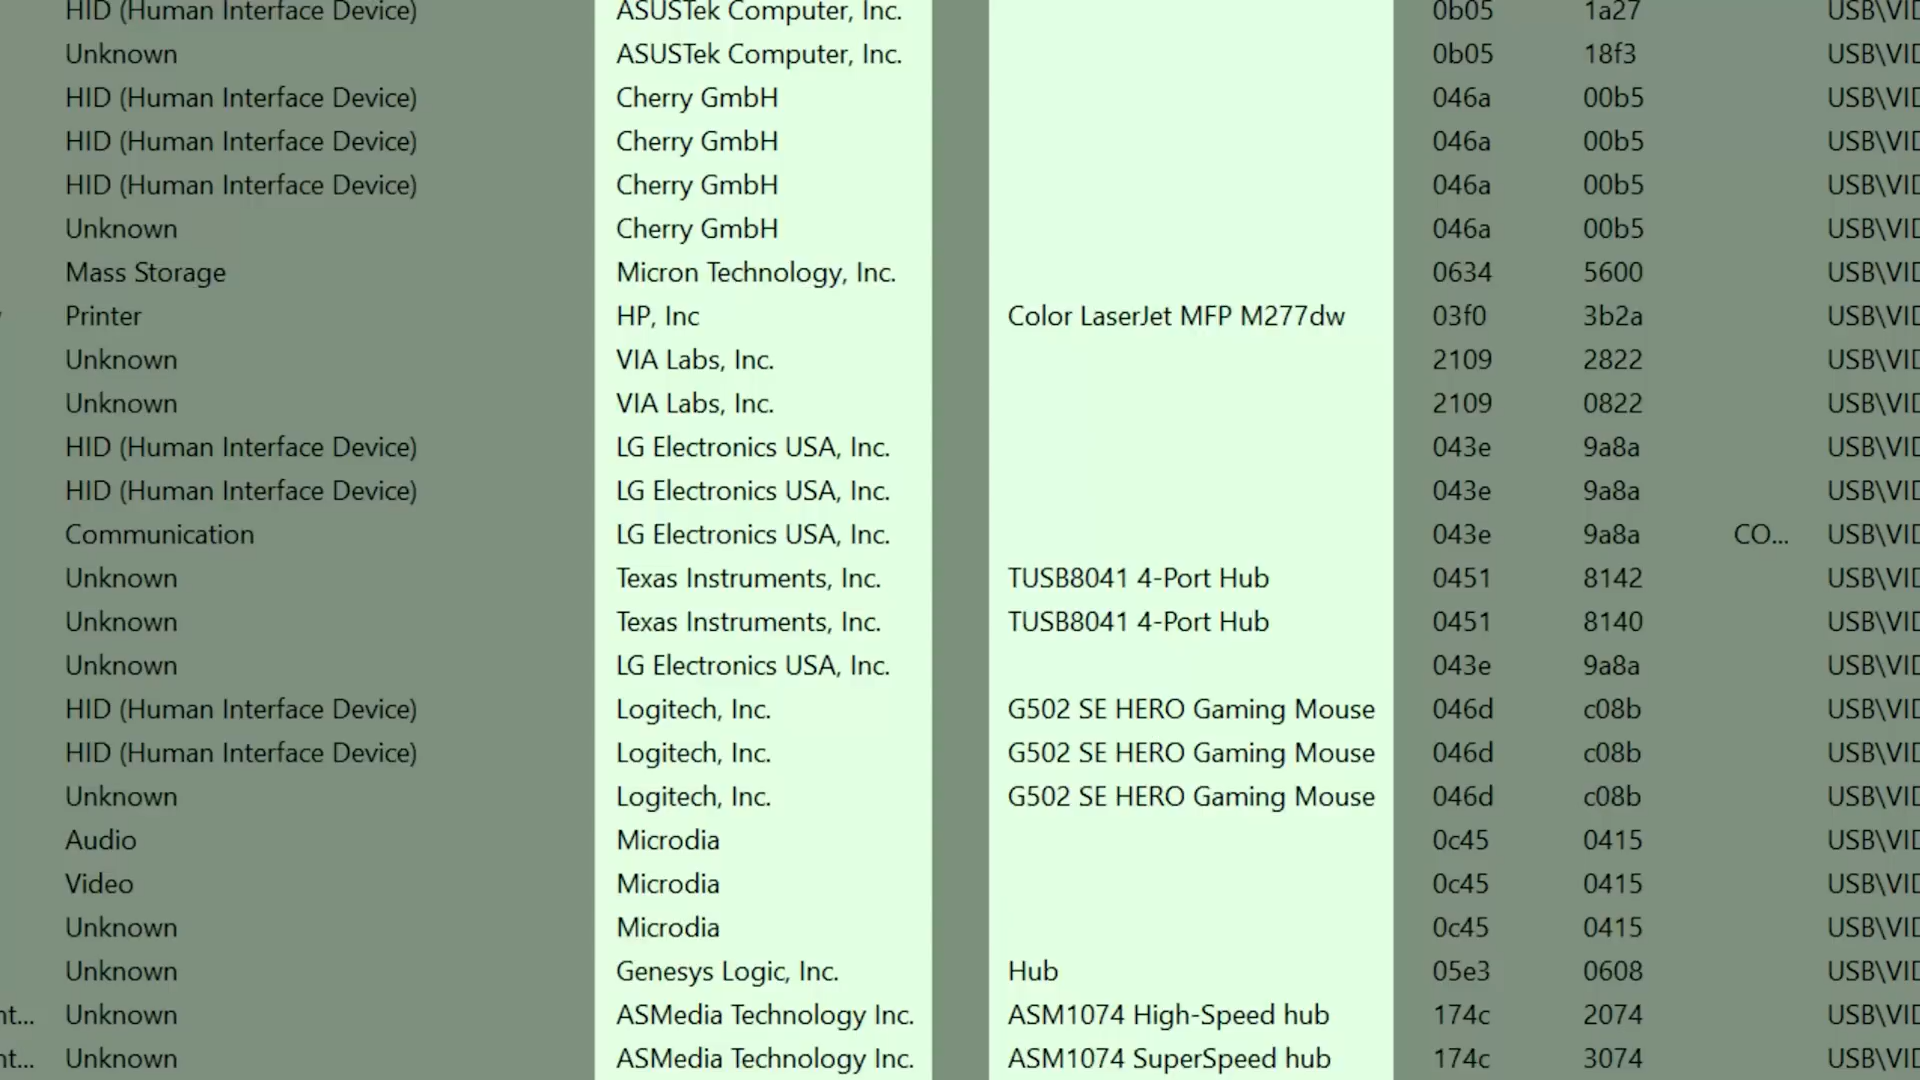 HID (Human Interface Device) ASUSTek Computer, Inc. 0b05 1a27 USB\VID
Unknown ASUSTek Computer, Inc. 0b05 18f3 USB\VID
HID (Human Interface Device) Cherry GmbH 046a 00b5 USB\VID
HID (Human Interface Device) Cherry GmbH 046a 00b5 USB\VID
HID (Human Interface Device) Cherry GmbH 046a 00b5 USB\VID
Unknown Cherry GmbH 046a 00b5 USB\VID
Mass Storage Micron Technology, Inc. 0634 5600 USB\VID
Printer HP, Inc Color LaserJet MFP M277dw 03f0 3b2a USB\VID
Unknown VIA Labs, Inc. 2109 2822 USB\VID
Unknown VIA Labs, Inc. 2109 0822 USB\VID
HID (Human Interface Device) LG Electronics USA, Inc. 043e 9a8a USB\VID
HID (Human Interface Device) LG Electronics USA, Inc. 043e 9a8a USB\VID
Communication LG Electronics USA, Inc. 043e 9a8a CO... USB\VID
Unknown Texas Instruments, Inc. TUSB8041 4-Port Hub 0451 8142 USB\VID
Unknown Texas Instruments, Inc. TUSB8041 4-Port Hub 0451 8140 USB\VID
Unknown LG Electronics USA, Inc. 043e 9a8a USB\VID
HID (Human Interface Device) Logitech, Inc. G502 SE HERO Gaming Mouse 046d c08b USB\VID
HID (Human Interface Device) Logitech, Inc. G502 SE HERO Gaming Mouse 046d c08b USB\VID
Unknown Logitech, Inc. G502 SE HERO Gaming Mouse 046d c08b USB\VID
Audio Microdia 0c45 0415 USB\VID
Video Microdia 0c45 0415 USB\VID
Unknown Microdia 0c45 0415 USB\VID
Unknown Genesys Logic, Inc. Hub 05e3 0608 USB\VID
nt... Unknown ASMedia Technology Inc. ASM1074 High-Speed hub 174c 2074 USB\VID
nt... Unknown ASMedia Technology Inc. ASM1074 SuperSpeed hub 174c 3074 USB\VID